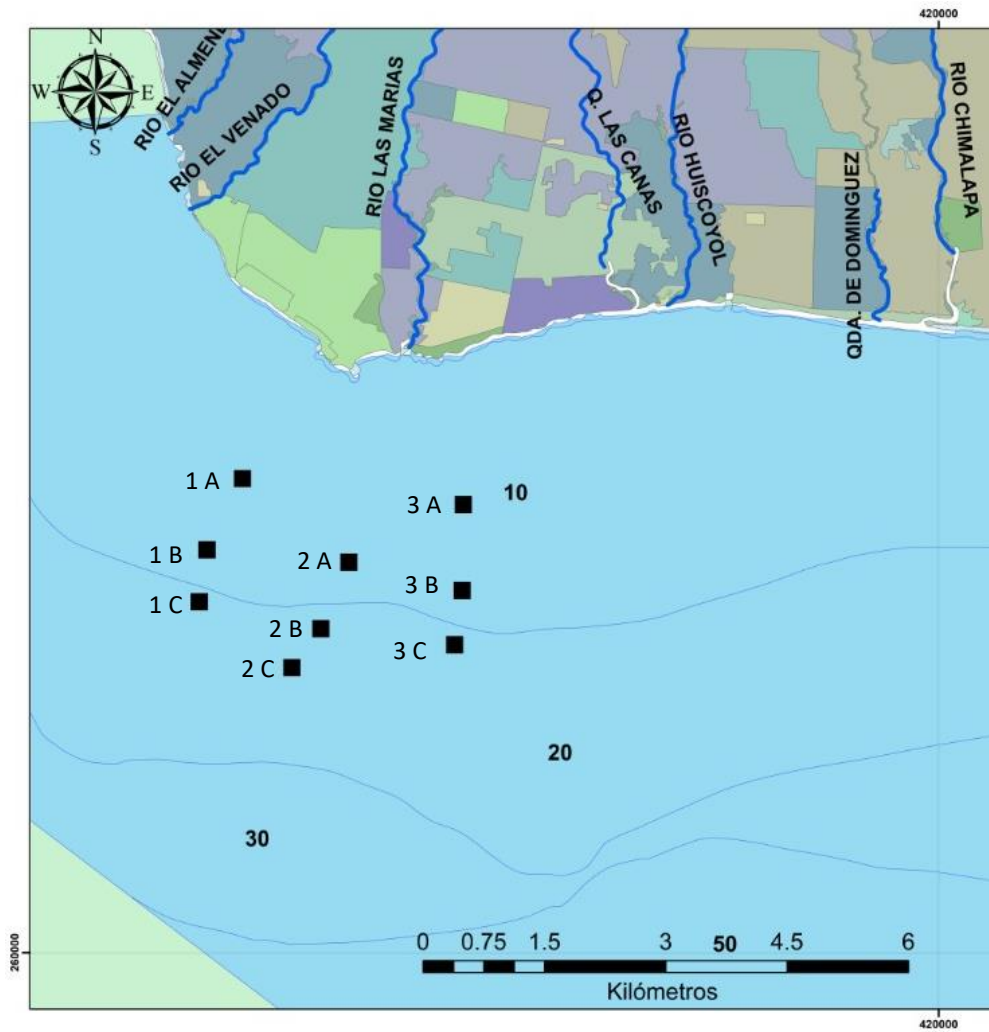 420000
N
W E
S
RIO EL ALMEND
RIO EL VENADO
RIO LAS MARIAS
Q. LAS CANAS
RIO HUISCOYOL
QDA. DE DOMINGUEZ
RIO CHIMALAPA
1 A
3 A
10
1 B
2 A
3 B
1 C
2 B
3 C
2 C
20
30
260000
0 0.75 1.5 3 50 4.5 6
Kilómetros
420000